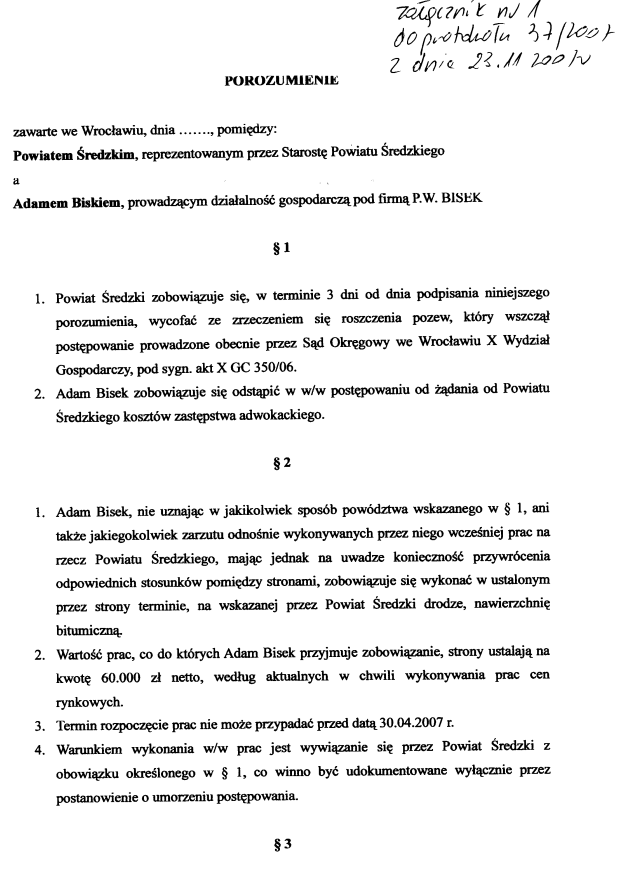 załącznik nr 1
do protokołu 37/2007
z dnia 23.11 2007r
POROZUMIENIE
zawarte we Wrocławiu, dnia ……., pomiędzy:
Powiatem Średzkim, reprezentowanym przez Starostę Powiatu Średzkiego
a
Adamem Biskiem, prowadzącym działalność gospodarczą pod firmą P.W. BISEK
§ 1
1. Powiat Średzki zobowiązuje się, w terminie 3 dni od dnia podpisania niniejszego
porozumienia, wycofać ze zrzeczeniem się roszczenia pozew, który wszczął
postępowanie prowadzone obecnie przez Sąd Okręgowy we Wrocławiu X Wydział
Gospodarczy, pod sygn. akt X GC 350/06.
2. Adam Bisek zobowiązuje się odstąpić w w/w postępowaniu od żądania od Powiatu
Średzkiego kosztów zastępstwa adwokackiego.
§ 2
1. Adam Bisek, nie uznając w jakikolwiek sposób powództwa wskazanego w § 1, ani
także jakiegokolwiek zarzutu odnośnie wykonywanych przez niego wcześniej prac na
rzecz Powiatu Średzkiego, mając jednak na uwadze konieczność przywrócenia
odpowiednich stosunków pomiędzy stronami, zobowiązuje się wykonać w ustalonym
przez strony terminie, na wskazanej przez Powiat Średzki drodze, nawierzchnię
bitumiczną.
2. Wartość prac, co do których Adam Bisek przyjmuje zobowiązanie, strony ustalają na
kwotę 60.000 zł netto, według aktualnych w chwili wykonywania prac cen
rynkowych.
3. Termin rozpoczęcie prac nie może przypadać przed datą 30.04.2007 r.
4. Warunkiem wykonania w/w prac jest wywiązanie się przez Powiat Średzki z
obowiązku określonego w § 1, co winno być udokumentowane wyłącznie przez
postanowienie o umorzeniu postępowania.
§ 3